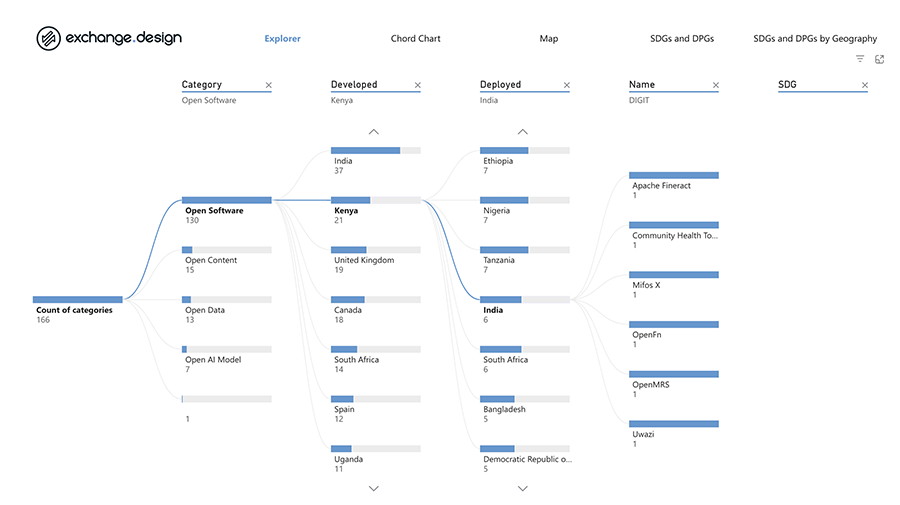 exchange.design
Explorer
Chord Chart
Map
SDGs and DPGs
SDGs and DPGs by Geography
Category
Open Software
Developed
Kenya
Deployed
India
Name
DIGIT
SDG
Count of categories
166
Open Software
130
Open Content
15
Open Data
13
Open AI Model
7
1
India
37
Kenya
21
United Kingdom
19
Canada
18
South Africa
14
Spain
12
Uganda
11
Ethiopia
7
Nigeria
7
Tanzania
7
India
6
South Africa
6
Bangladesh
5
Democratic Republic o...
5
Apache Fineract
1
Community Health To...
1
Mifos X
1
OpenFn
1
OpenMRS
1
Uwazi
1